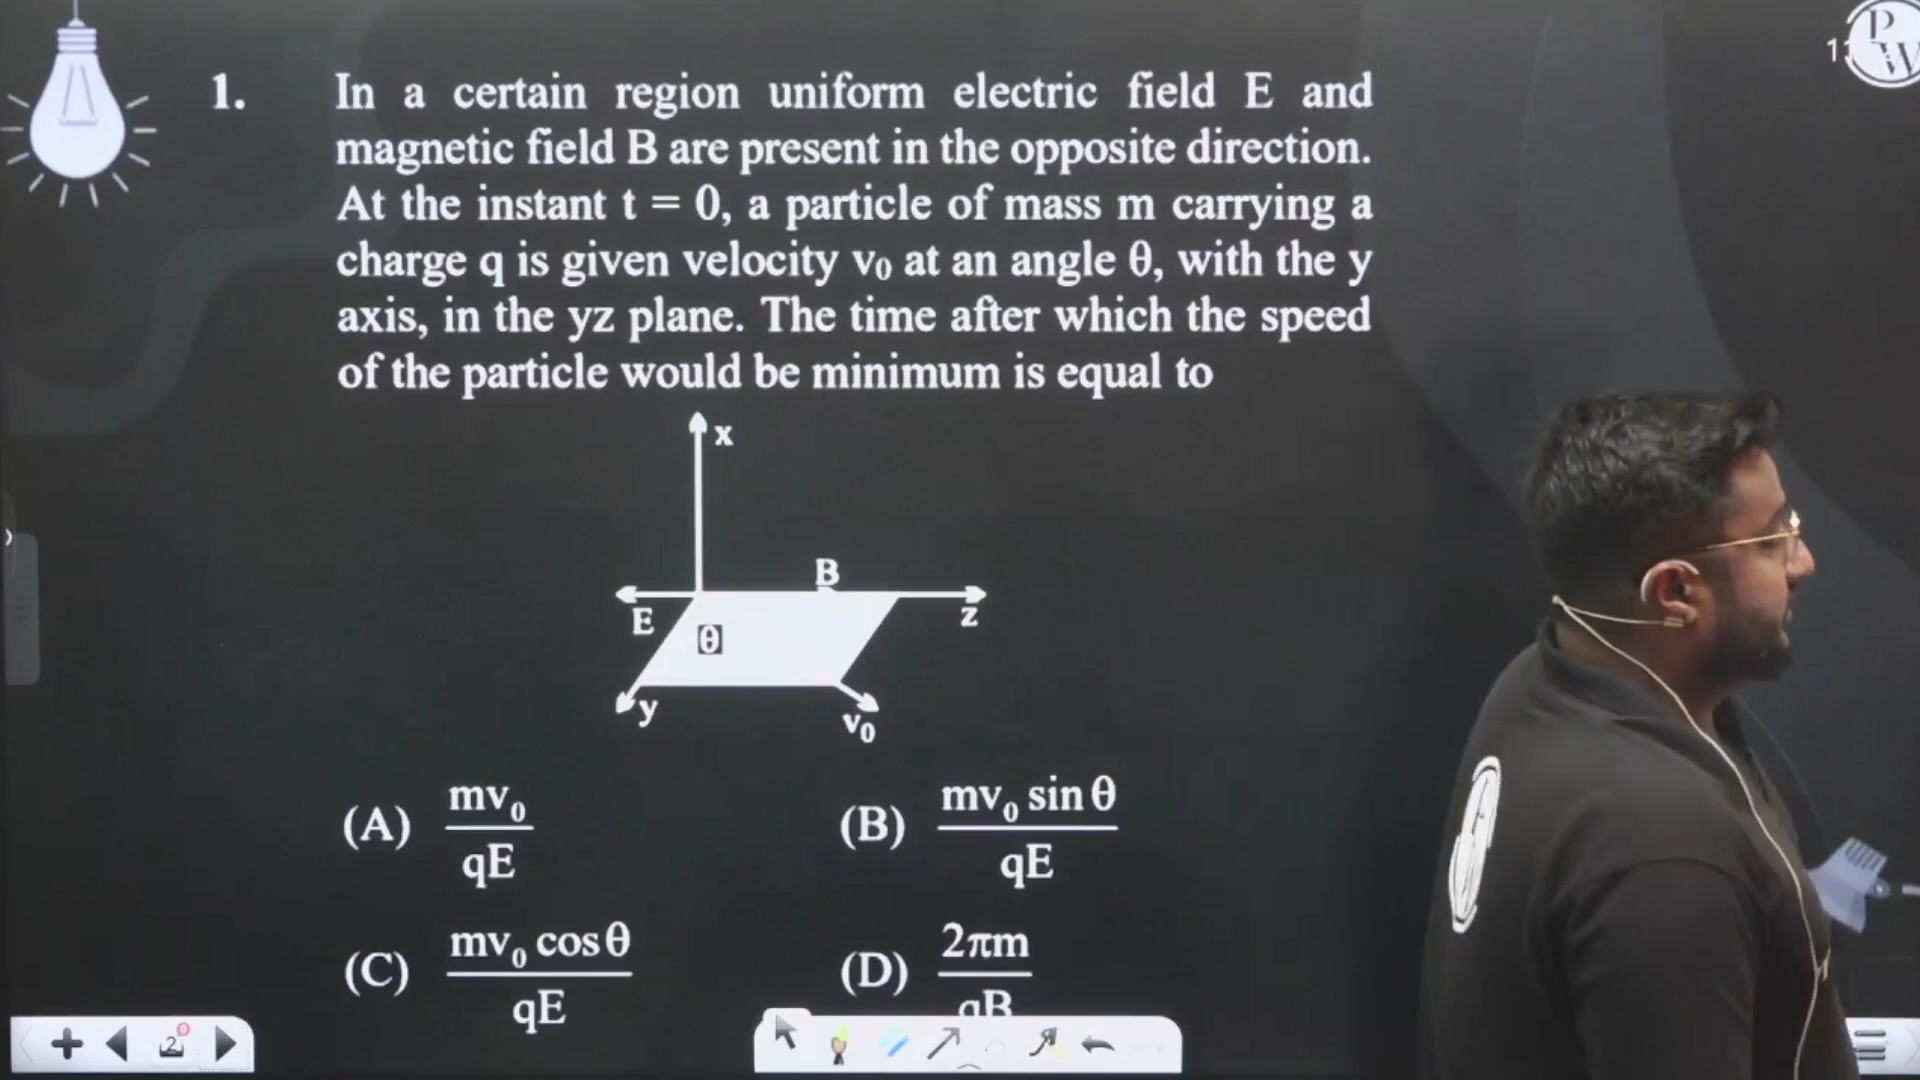 P
W
1. In a certain region uniform electric field E and
magnetic field B are present in the opposite direction.
At the instant t = 0, a particle of mass m carrying a
charge q is given velocity v₀ at an angle θ, with the y
axis, in the yz plane. The time after which the speed
of the particle would be minimum is equal to
x
B
E
z
θ
y
v₀
(A) mv₀/qE (B) mv₀ sin θ/qE
(C) mv₀ cos θ/qE (D) 2πm/qB
2 0